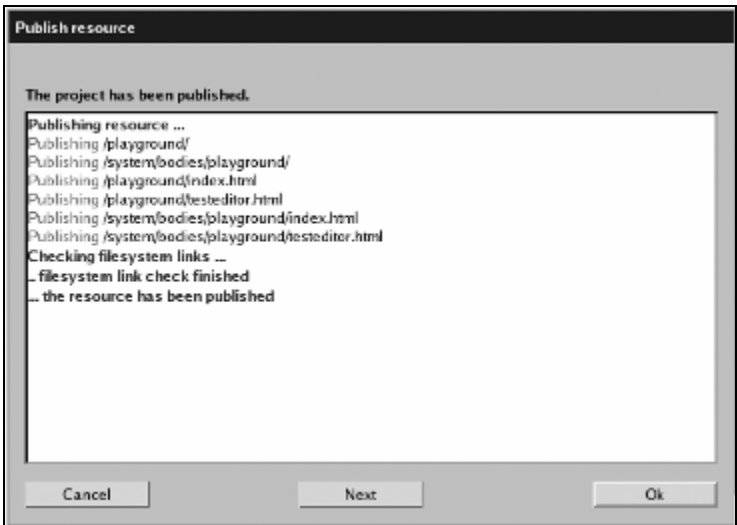 Publish resource
The project has been published.
Publishing resource ...
Publishing /playground/
Publishing /system/bodies/playground/
Publishing /playground/index.html
Publishing /playground/testeditor.html
Publishing /system/bodies/playground/index.html
Publishing /system/bodies/playground/testeditor.html
Checking filesystem links ...
... filesystem link check finished
... the resource has been published
Cancel Next Ok